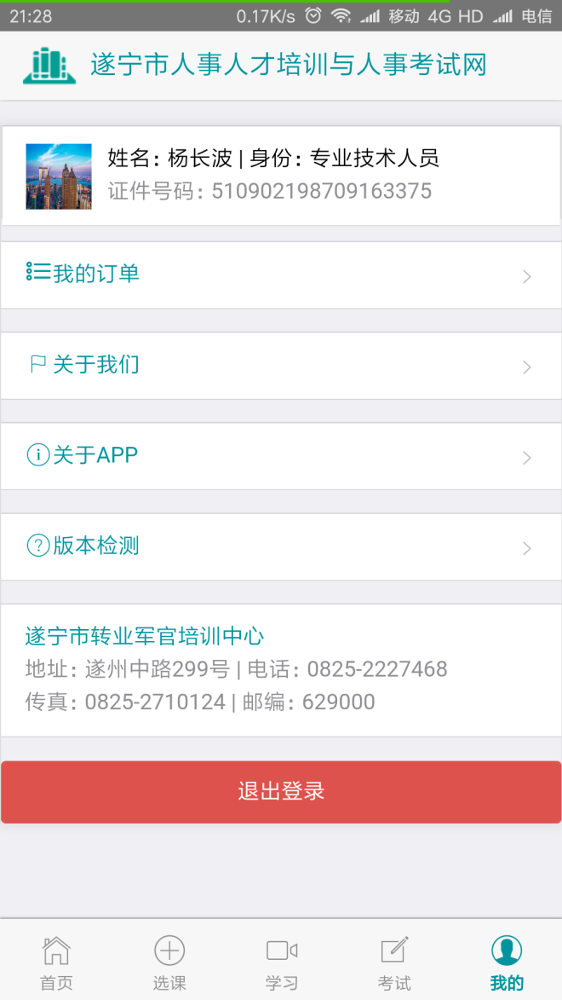 21:28 0.17K/s 移动 4G HD 电信
遂宁市人事人才培训与人事考试网
姓名: 杨长波 | 身份: 专业技术人员
证件号码: 510902198709163375
我的订单
关于我们
关于APP
版本检测
遂宁市转业军官培训中心
地址: 遂州中路299号 | 电话: 0825-2227468
传真: 0825-2710124 | 邮编: 629000
退出登录
首页 选课 学习 考试 我的